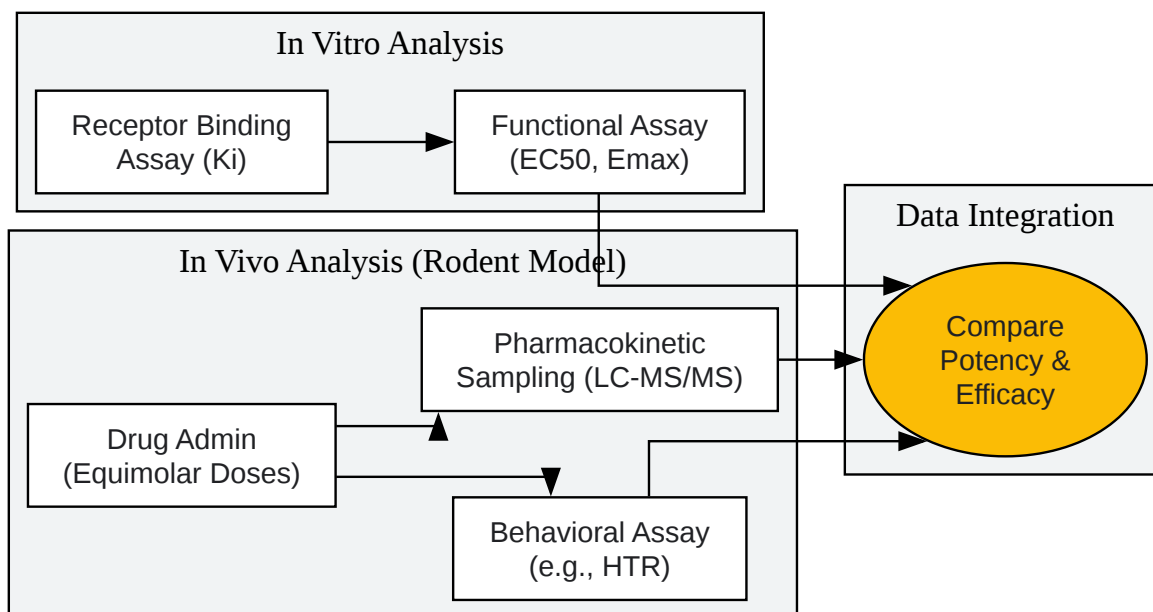 In Vitro Analysis
Receptor Binding
Assay (Ki)
Functional Assay
(EC50, Emax)
Data Integration
Compare
Potency &
Efficacy
In Vivo Analysis (Rodent Model)
Pharmacokinetic
Sampling (LC-MS/MS)
Drug Admin
(Equimolar Doses)
Behavioral Assay
(e.g., HTR)